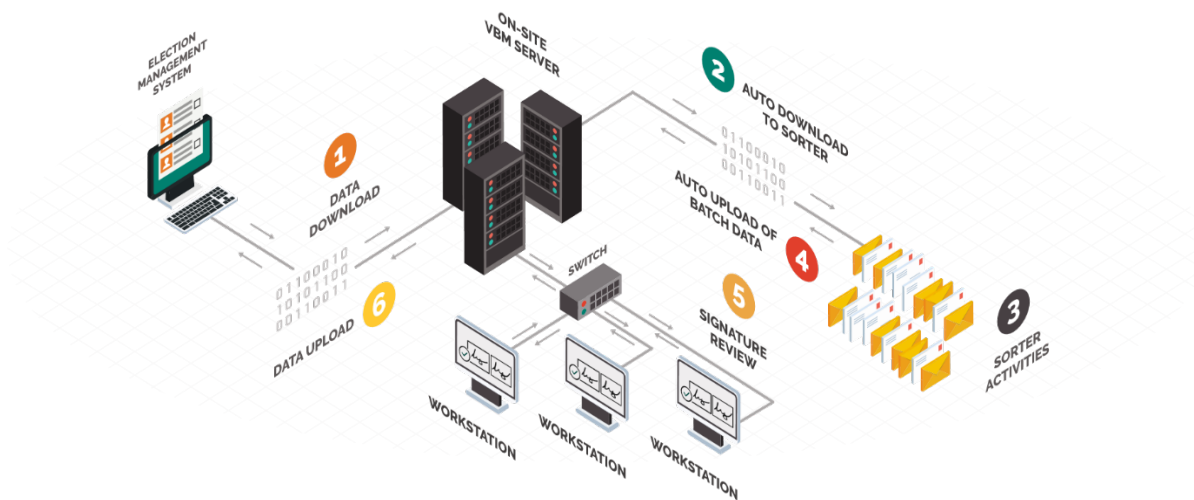 ELECTION
MANAGEMENT
SYSTEM
ON-SITE
VBM SERVER
1
DATA
DOWNLOAD
2
AUTO DOWNLOAD
TO SORTER
01100010
10101100
00110011
AUTO UPLOAD OF
BATCH DATA
4
3
SORTER
ACTIVITIES
SWITCH
5
SIGNATURE
REVIEW
01100010
10101100
00110011
6
DATA UPLOAD
WORKSTATION
WORKSTATION
WORKSTATION